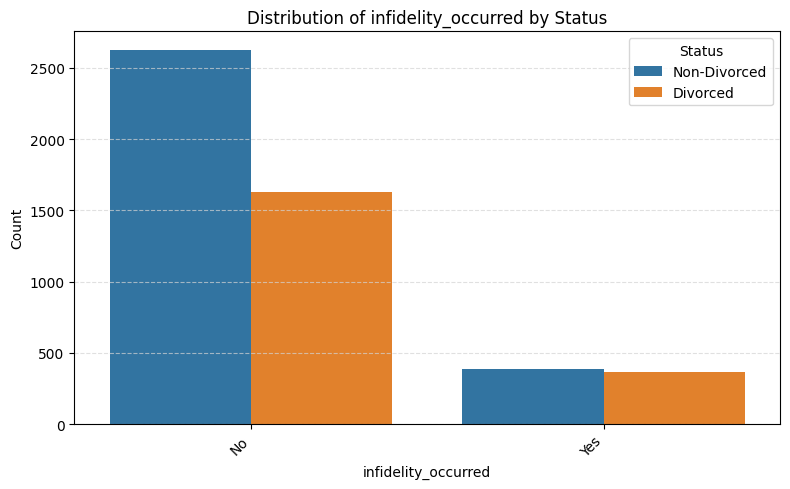 Distribution of infidelity_occurred by Status
Status
Non-Divorced
Divorced
Count
2500
2000
1500
1000
500
0
No
Yes
infidelity_occurred